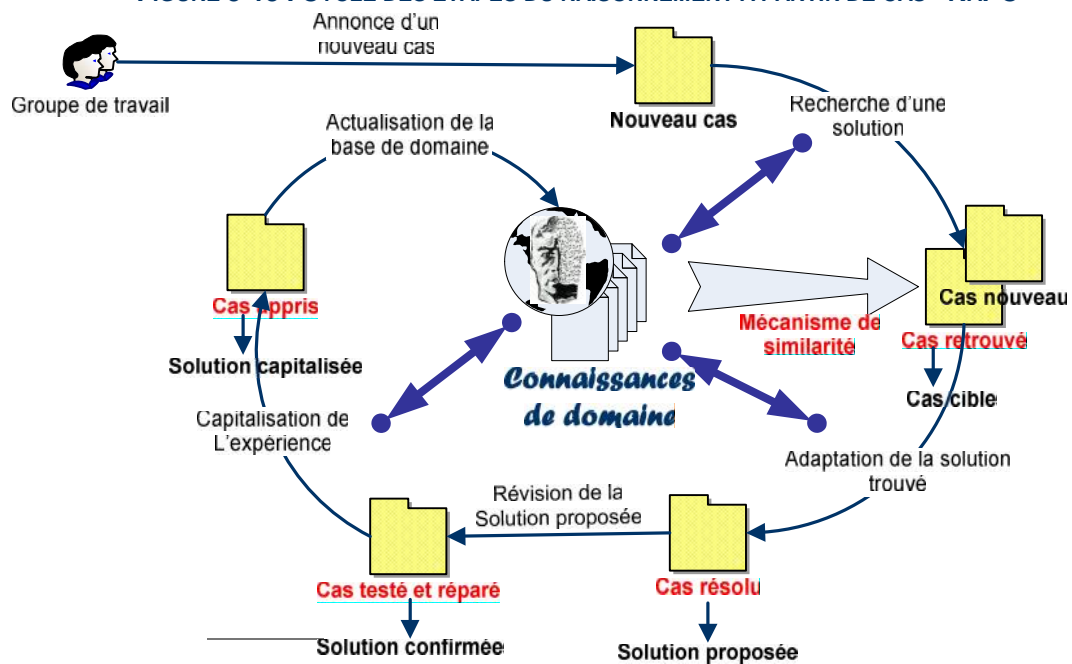 Annonce d'un
nouveau cas
Groupe de travail
Nouveau cas
Recherche d'une
solution
Actualisation de la
base de domaine
Cas nouveau
Cas appris
Mécanisme de
similarité
Cas retrouvé
Solution capitalisée
Connaissances
de domaine
Cas cible
Capitalisation de
L'expérience
Adaptation de la solution
trouvé
Révision de la
Solution proposée
Cas testé et réparé
Cas résolu
Solution confirmée
Solution proposée